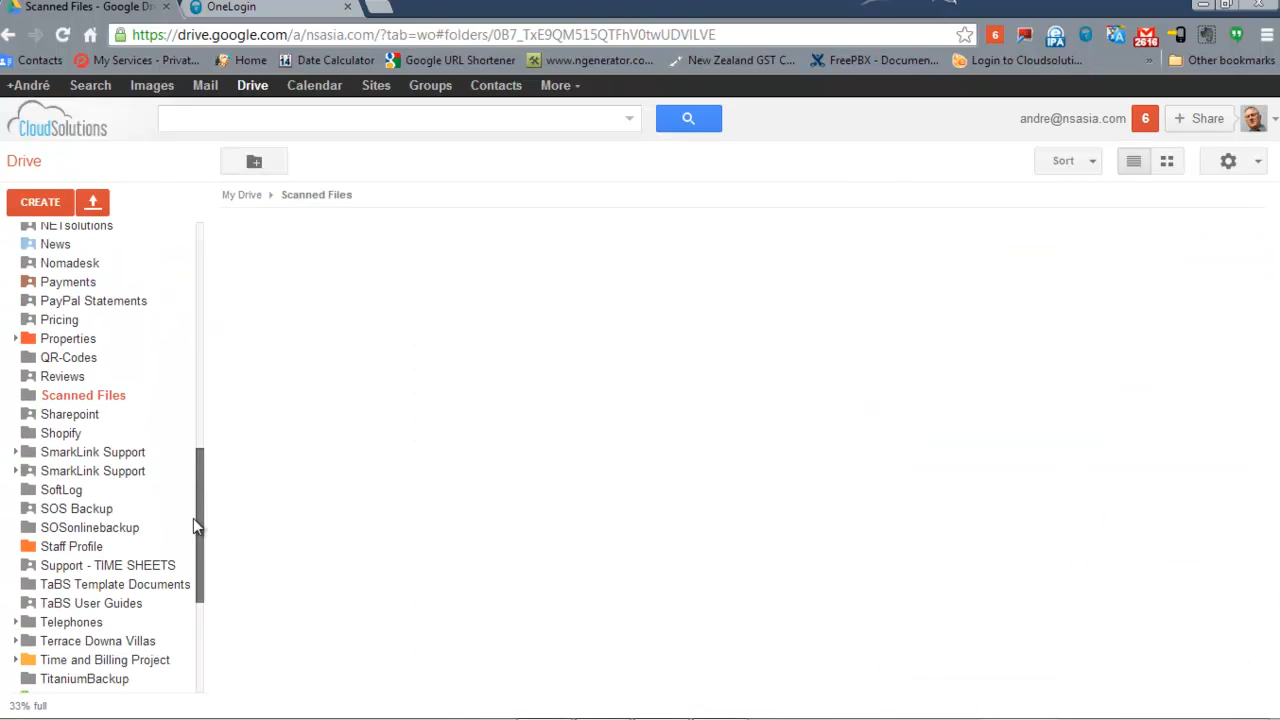 Scanned Files - Google Dr
OneLogin
https://drive.google.com/a/nsasia.com/?tab=wo#folders/0B7_TxE9QM515QTFhV0twUDVILVE
6
IPA
2616
Contacts
My Services - Privat...
Home
Date Calculator
Google URL Shortener
www.ngenerator.co...
New Zealand GST C...
FreePBX - Documen...
Login to Cloudsoluti...
»
Other bookmarks
+André
Search
Images
Mail
Drive
Calendar
Sites
Groups
Contacts
More
CloudSolutions
andre@nsasia.com
6
+ Share
Drive
Sort
CREATE
My Drive
Scanned Files
NETsolutions
News
Nomadesk
Payments
PayPal Statements
Pricing
Properties
QR-Codes
Reviews
Scanned Files
Sharepoint
Shopify
SmarkLink Support
SmarkLink Support
SoftLog
SOS Backup
SOSonlinebackup
Staff Profile
Support - TIME SHEETS
TaBS Template Documents
TaBS User Guides
Telephones
Terrace Downa Villas
Time and Billing Project
TitaniumBackup
33% full